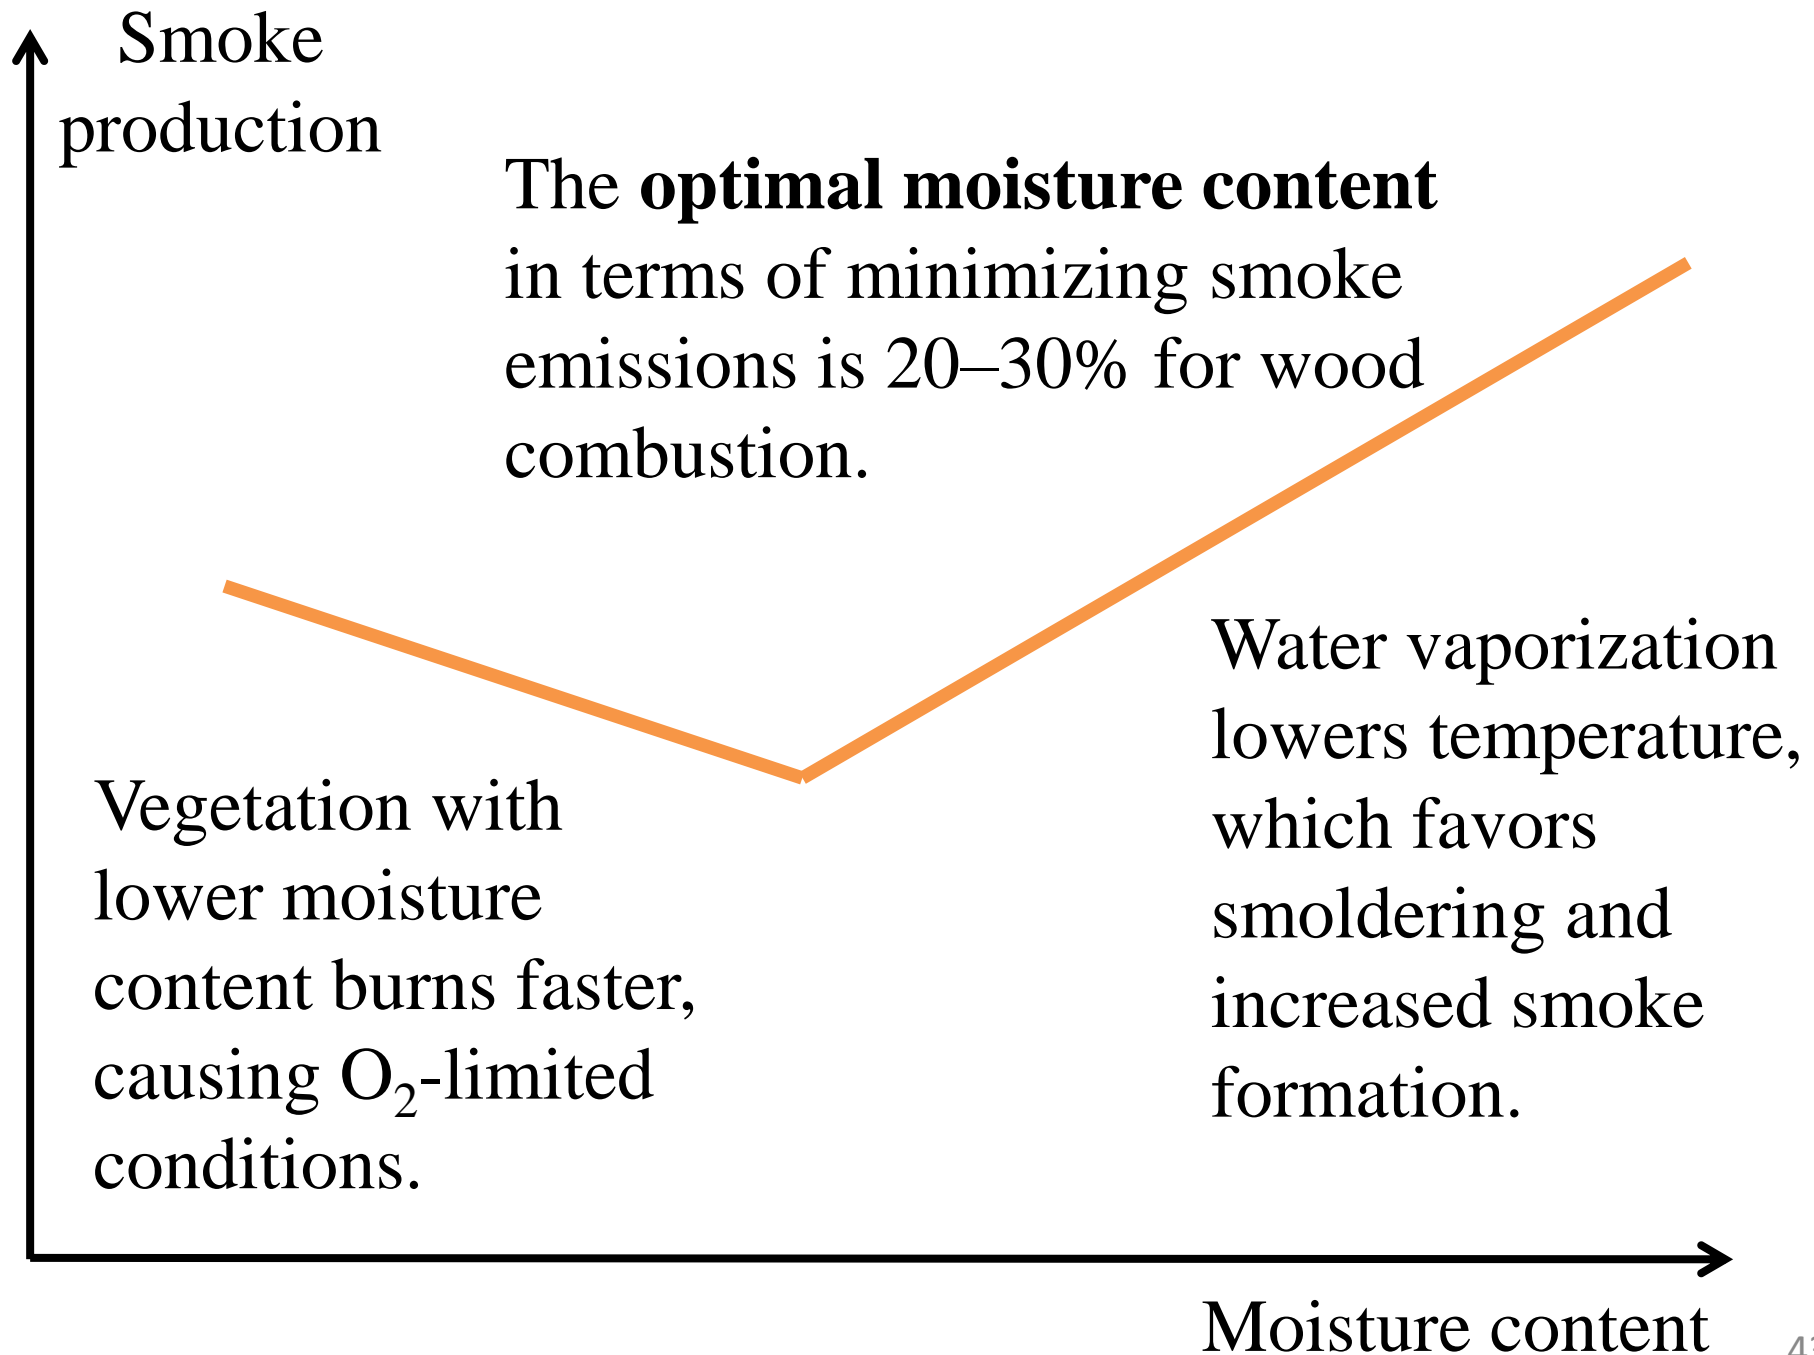 Smoke
production
The optimal moisture content
in terms of minimizing smoke
emissions is 20–30% for wood
combustion.
Vegetation with
lower moisture
content burns faster,
causing O₂-limited
conditions.
Water vaporization
lowers temperature,
which favors
smoldering and
increased smoke
formation.
Moisture content